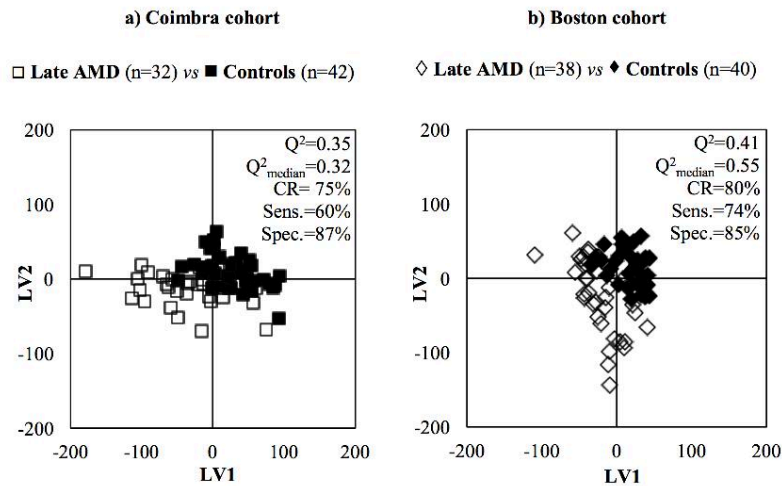 a) Coimbra cohort
□ Late AMD (n=32) vs ■ Controls (n=42)
200
100
0
-100
-200
LV2
Q²=0.35
Q²median=0.32
CR= 75%
Sens.=60%
Spec.=87%
-200 -100 0 100 200
LV1
b) Boston cohort
◇ Late AMD (n=38) vs ◆ Controls (n=40)
200
100
0
-100
-200
LV2
Q²=0.41
Q²median=0.55
CR=80%
Sens.=74%
Spec.=85%
-200 -100 0 100 200
LV1